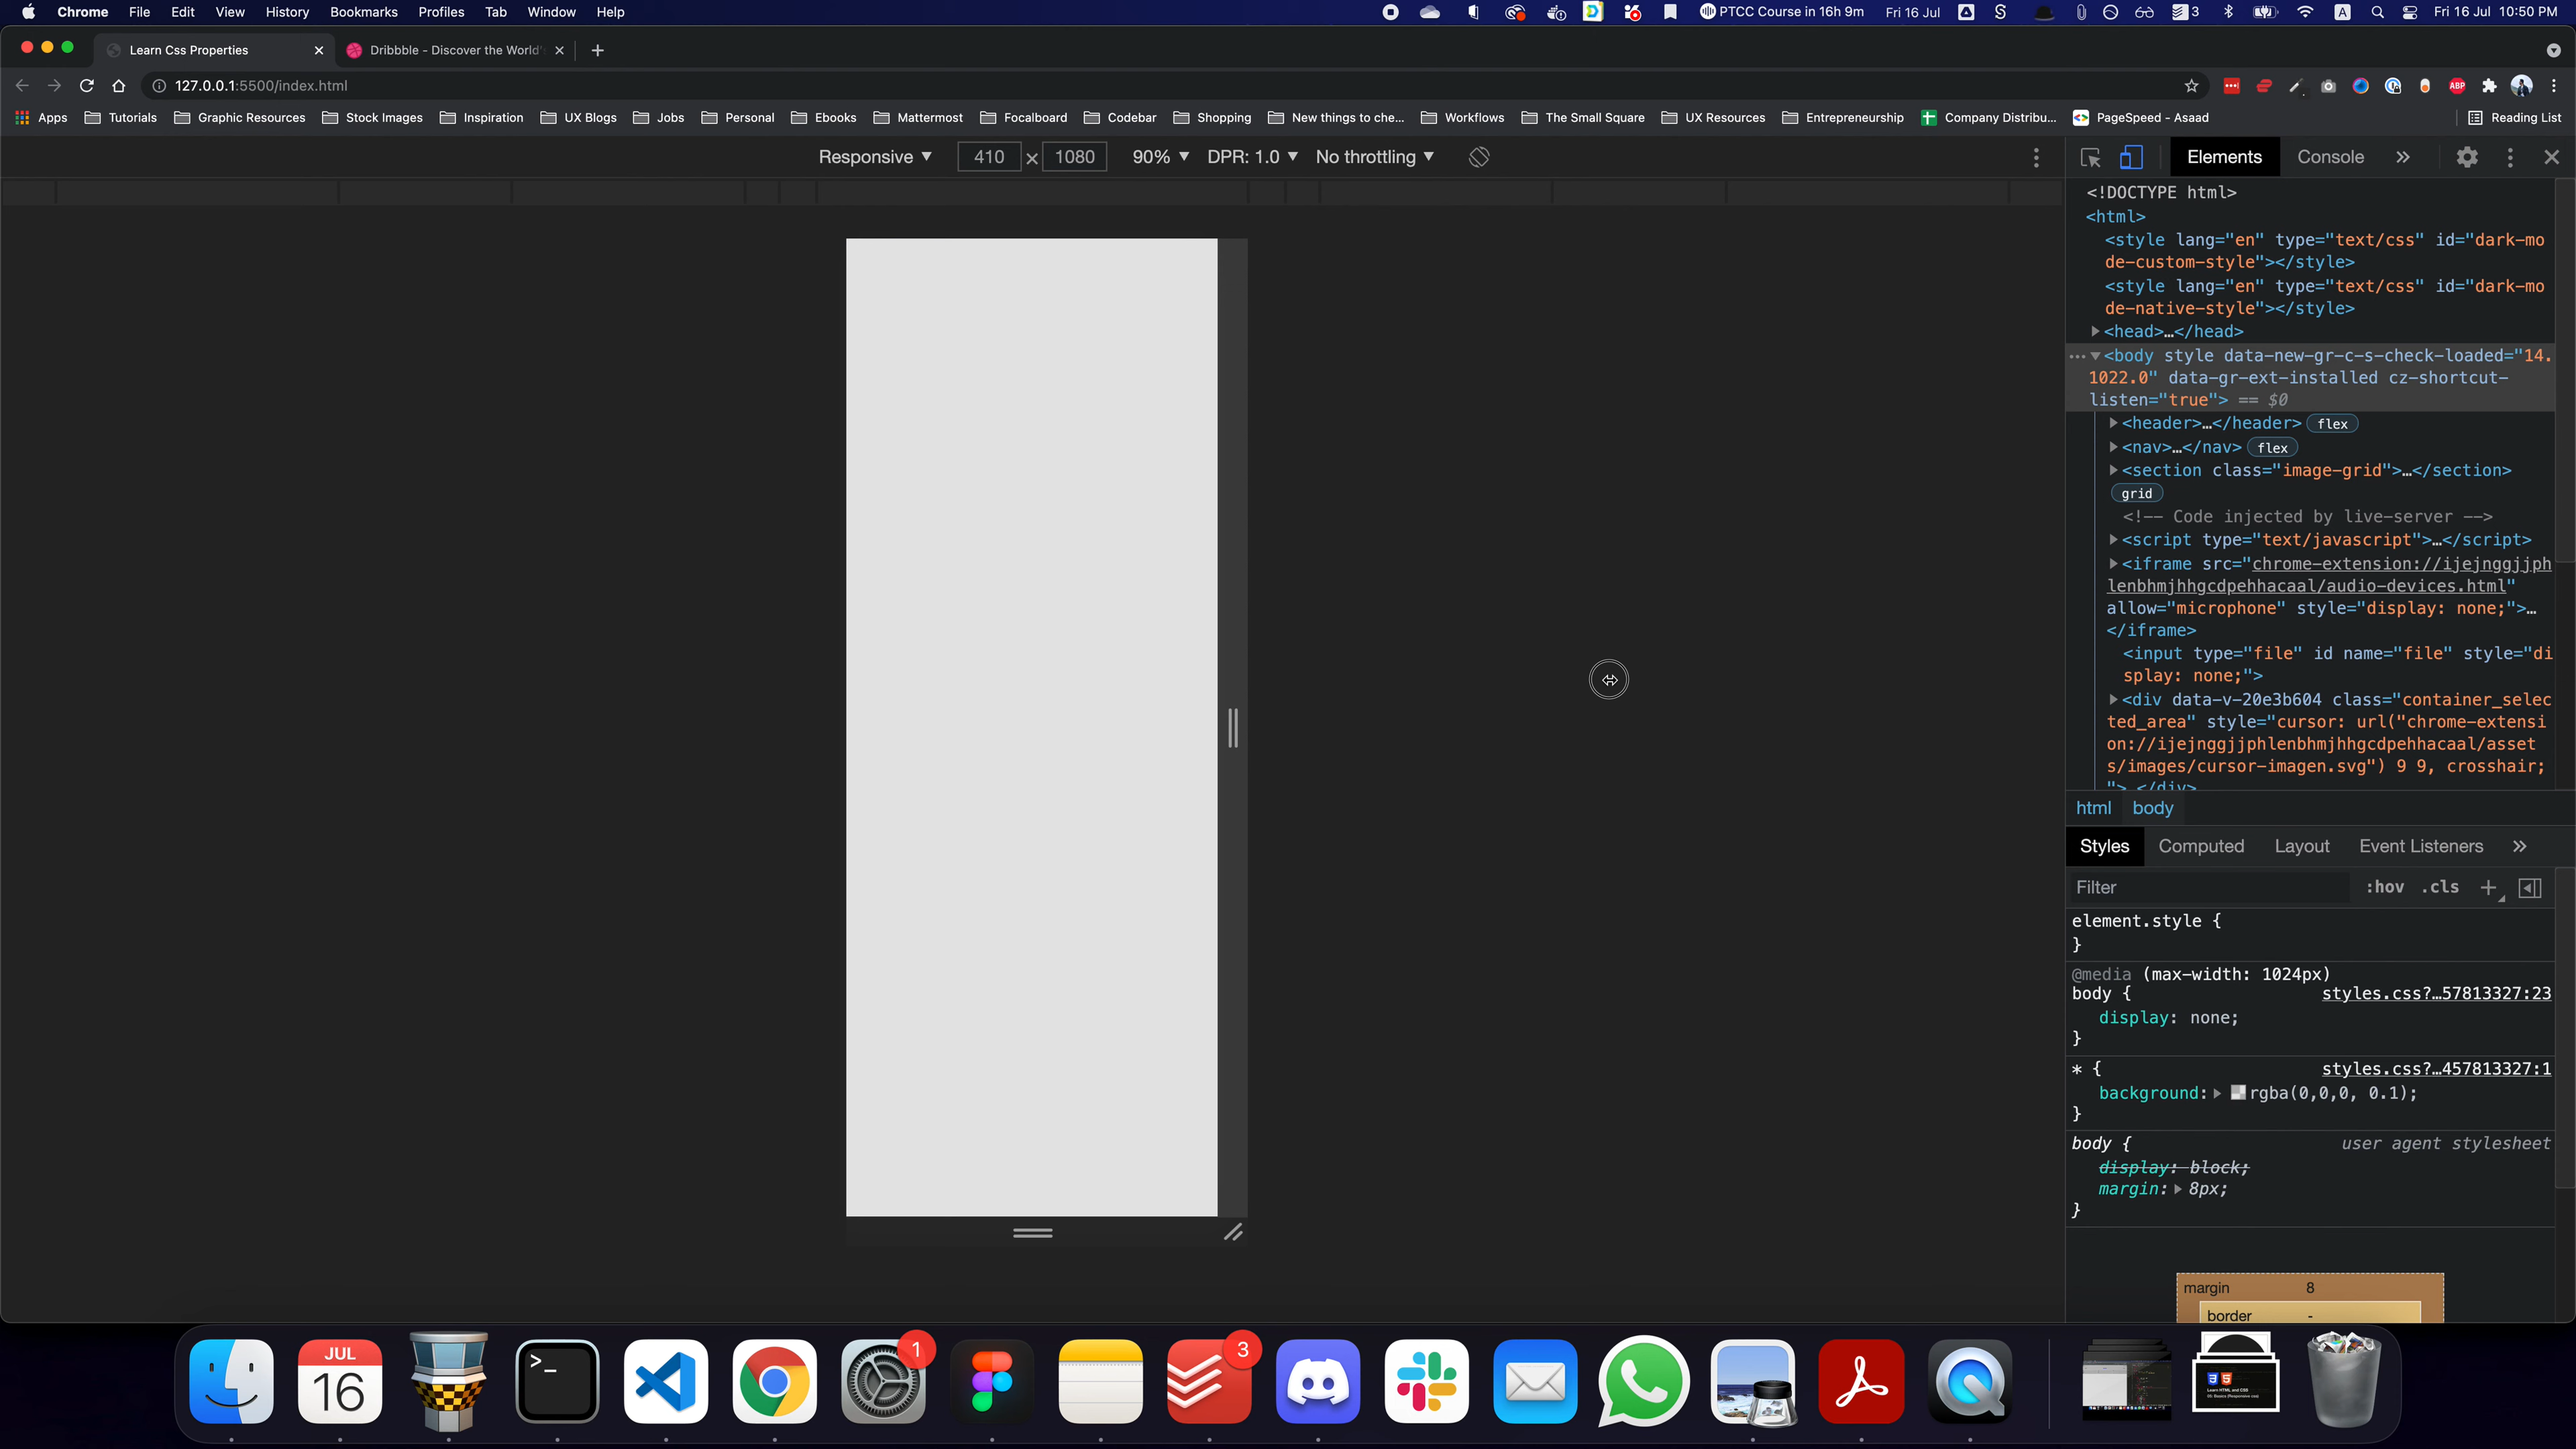 Chrome File Edit View History Bookmarks Profiles Tab Window Help
3 PTCC Course in 16h 9m Fri 16 Jul A Fri 16 Jul 10:50 PM
Learn Css Properties
Dribbble - Discover the World'
127.0.0.1:5500/index.html
ABP
Apps Tutorials Graphic Resources Stock Images Inspiration UX Blogs Jobs Personal Ebooks Mattermost Focalboard Codebar Shopping New things to che... Workflows The Small Square UX Resources Entrepreneurship Company Distribu... PageSpeed - Asaad Reading List
Responsive 410 × 1080 90% DPR: 1.0 No throttling
Elements Console »
<!DOCTYPE html>
<html>
<style lang="en" type="text/css" id="dark-mo
de-custom-style"></style>
<style lang="en" type="text/css" id="dark-mo
de-native-style"></style>
<head>…</head>
<body style data-new-gr-c-s-check-loaded="14.
1022.0" data-gr-ext-installed cz-shortcut-
listen="true"> == $0
<header>…</header> flex
<nav>…</nav> flex
<section class="image-grid">…</section>
grid
<!-- Code injected by live-server -->
<script type="text/javascript">…</script>
<iframe src="chrome-extension://ijejnggjjph
lenbhmjhhgcdpehhacaal/audio-devices.html"
allow="microphone" style="display: none;">…
</iframe>
<input type="file" id name="file" style="di
splay: none;">
<div data-v-20e3b604 class="container_selec
ted_area" style="cursor: url("chrome-extensi
on://ijejnggjjphlenbhmjhhgcdpehhacaal/asset
s/images/cursor-imagen.svg") 9 9, crosshair;
"> </div>
html body
Styles Computed Layout Event Listeners »
Filter :hov .cls +
element.style {
}
@media (max-width: 1024px)
body { styles.css?…57813327:23
display: none;
}
* { styles.css?…457813327:1
background: rgba(0,0,0, 0.1);
}
body { user agent stylesheet
display: block;
margin: 8px;
}
margin 8
border -
JUL
16
>_
1
3
Learn HTML and CSS